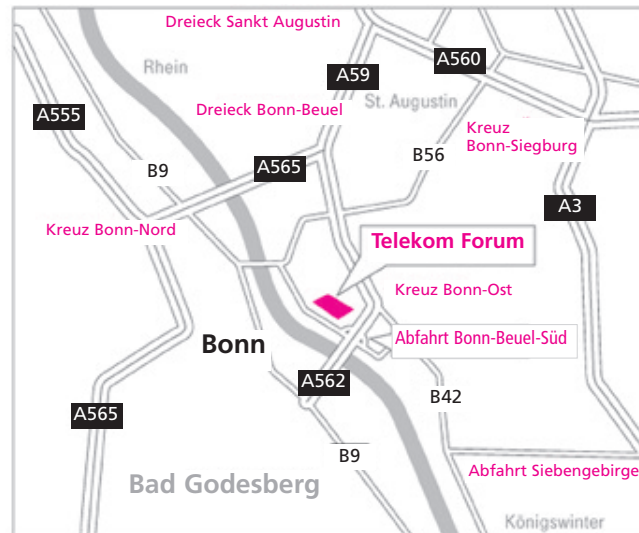 Dreieck Sankt Augustin
Rhein
A59
A560
A555
Dreieck Bonn-Beuel
St. Augustin
Kreuz
Bonn-Siegburg
B9
A565
B56
A3
Kreuz Bonn-Nord
Telekom Forum
Kreuz Bonn-Ost
Bonn
Abfahrt Bonn-Beuel-Süd
A562
B42
A565
B9
Abfahrt Siebengebirge
Bad Godesberg
Königswinter